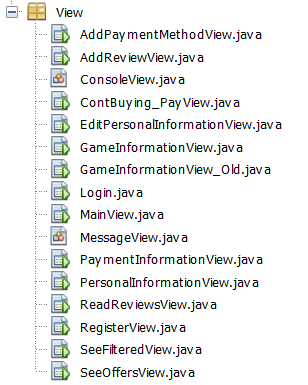 View
AddPaymentMethodView.java
AddReviewView.java
ConsoleView.java
ContBuying_PayView.java
EditPersonalInformationView.java
GameInformationView.java
GameInformationView_Old.java
Login.java
MainView.java
MessageView.java
PaymentInformationView.java
PersonalInformationView.java
ReadReviewsView.java
RegisterView.java
SeeFilteredView.java
SeeOffersView.java